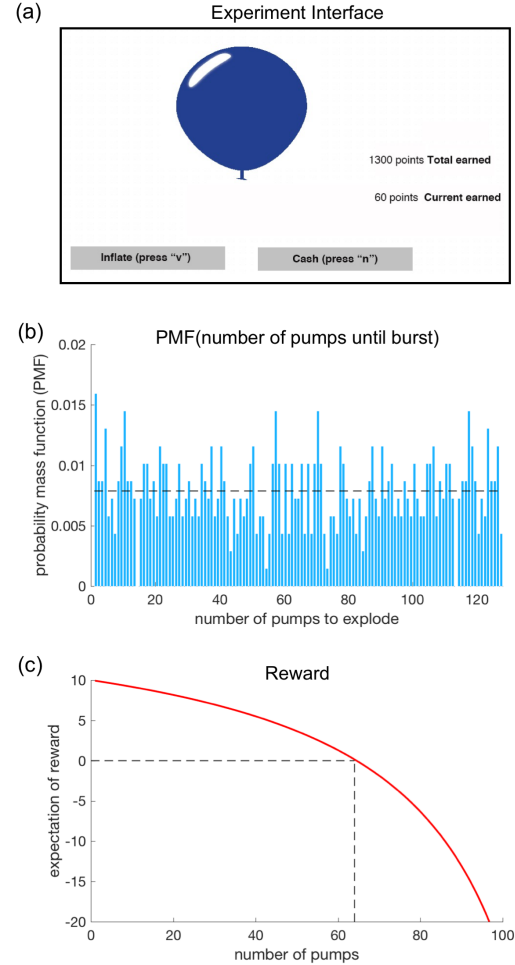 (a)
Experiment Interface
1300 points Total earned
60 points Current earned
Inflate (press “v”)
Cash (press “n”)
(b)
PMF(number of pumps until burst)
probability mass function (PMF)
0.02
0.015
0.01
0.005
0
0 20 40 60 80 100 120
number of pumps to explode
(c)
Reward
expectation of reward
10
5
0
-5
-10
-15
-20
0 20 40 60 80 100
number of pumps